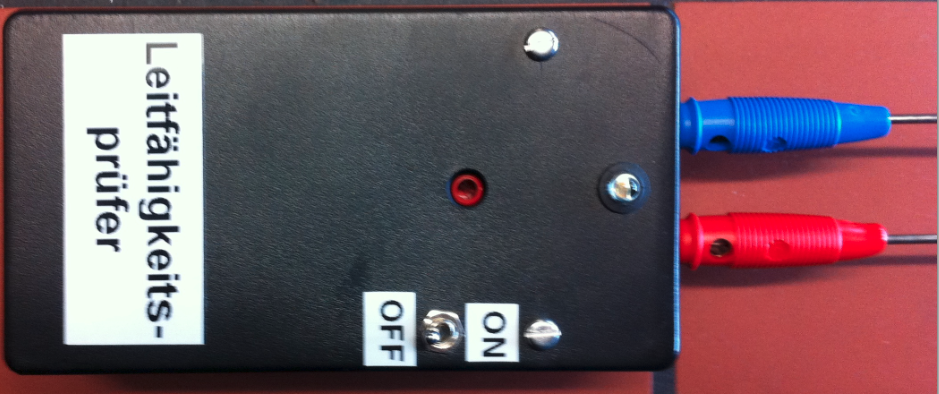 Leitfähigkeits-
prüfer
OFF
ON